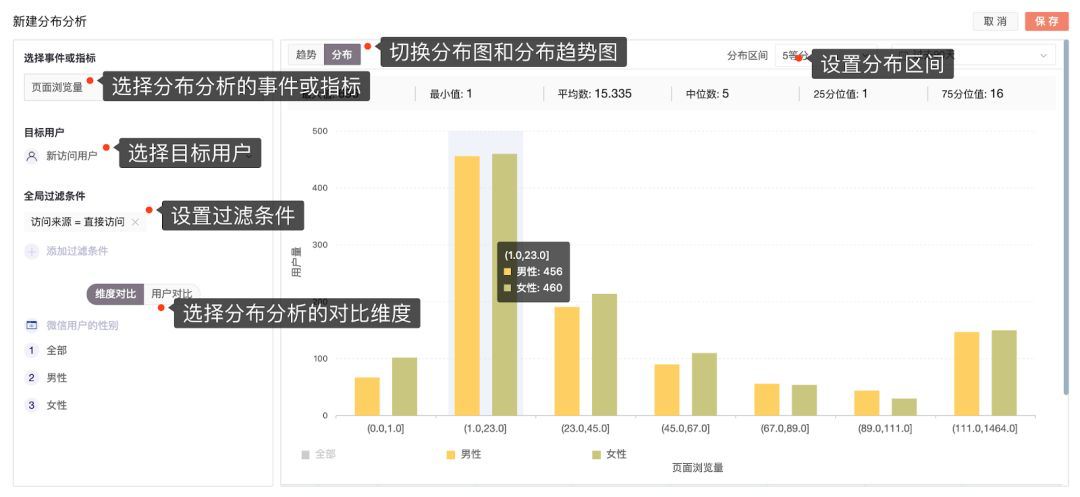 新建分布分析
取 消
保 存
选择事件或指标
页面浏览量
选择分布分析的事件或指标
目标用户
新访问用户
选择目标用户
全局过滤条件
访问来源 = 直接访问 ×
设置过滤条件
添加过滤条件
维度对比 用户对比
选择分布分析的对比维度
微信用户的性别
1 全部
2 男性
3 女性
趋势 分布
切换分布图和分布趋势图
分布区间 5等分
设置分布区间
最小值: 1
平均数: 15.335
中位数: 5
25分位值: 1
75分位值: 16
用户量
500
400
300
200
100
0
(1.0,23.0]
男性: 456
女性: 460
(0.0,1.0] (1.0,23.0] (23.0,45.0] (45.0,67.0] (67.0,89.0] (89.0,111.0] (111.0,1464.0]
全部 男性 女性
页面浏览量